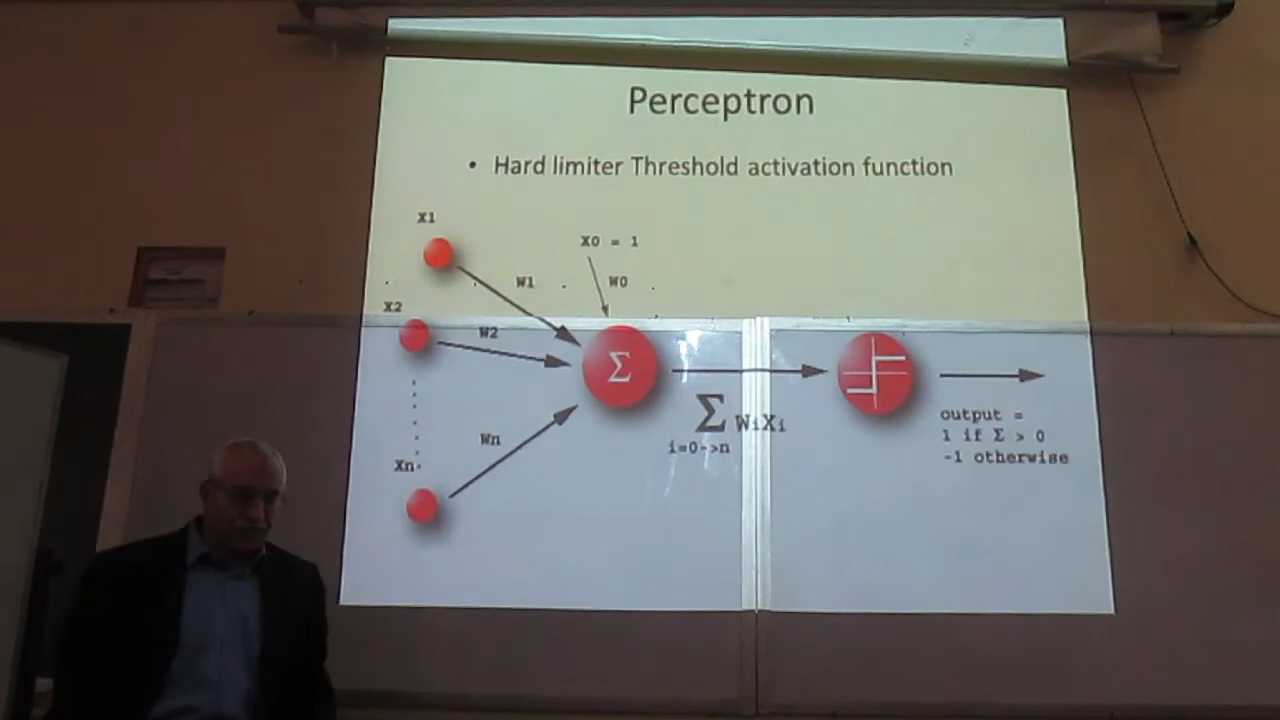 Perceptron
• Hard limiter Threshold activation function
X1
X0 = 1
W1
W0
X2
W2
Σ
Σ WiXi
i=0->n
output =
1 if Σ > 0
-1 otherwise
Wn
Xn